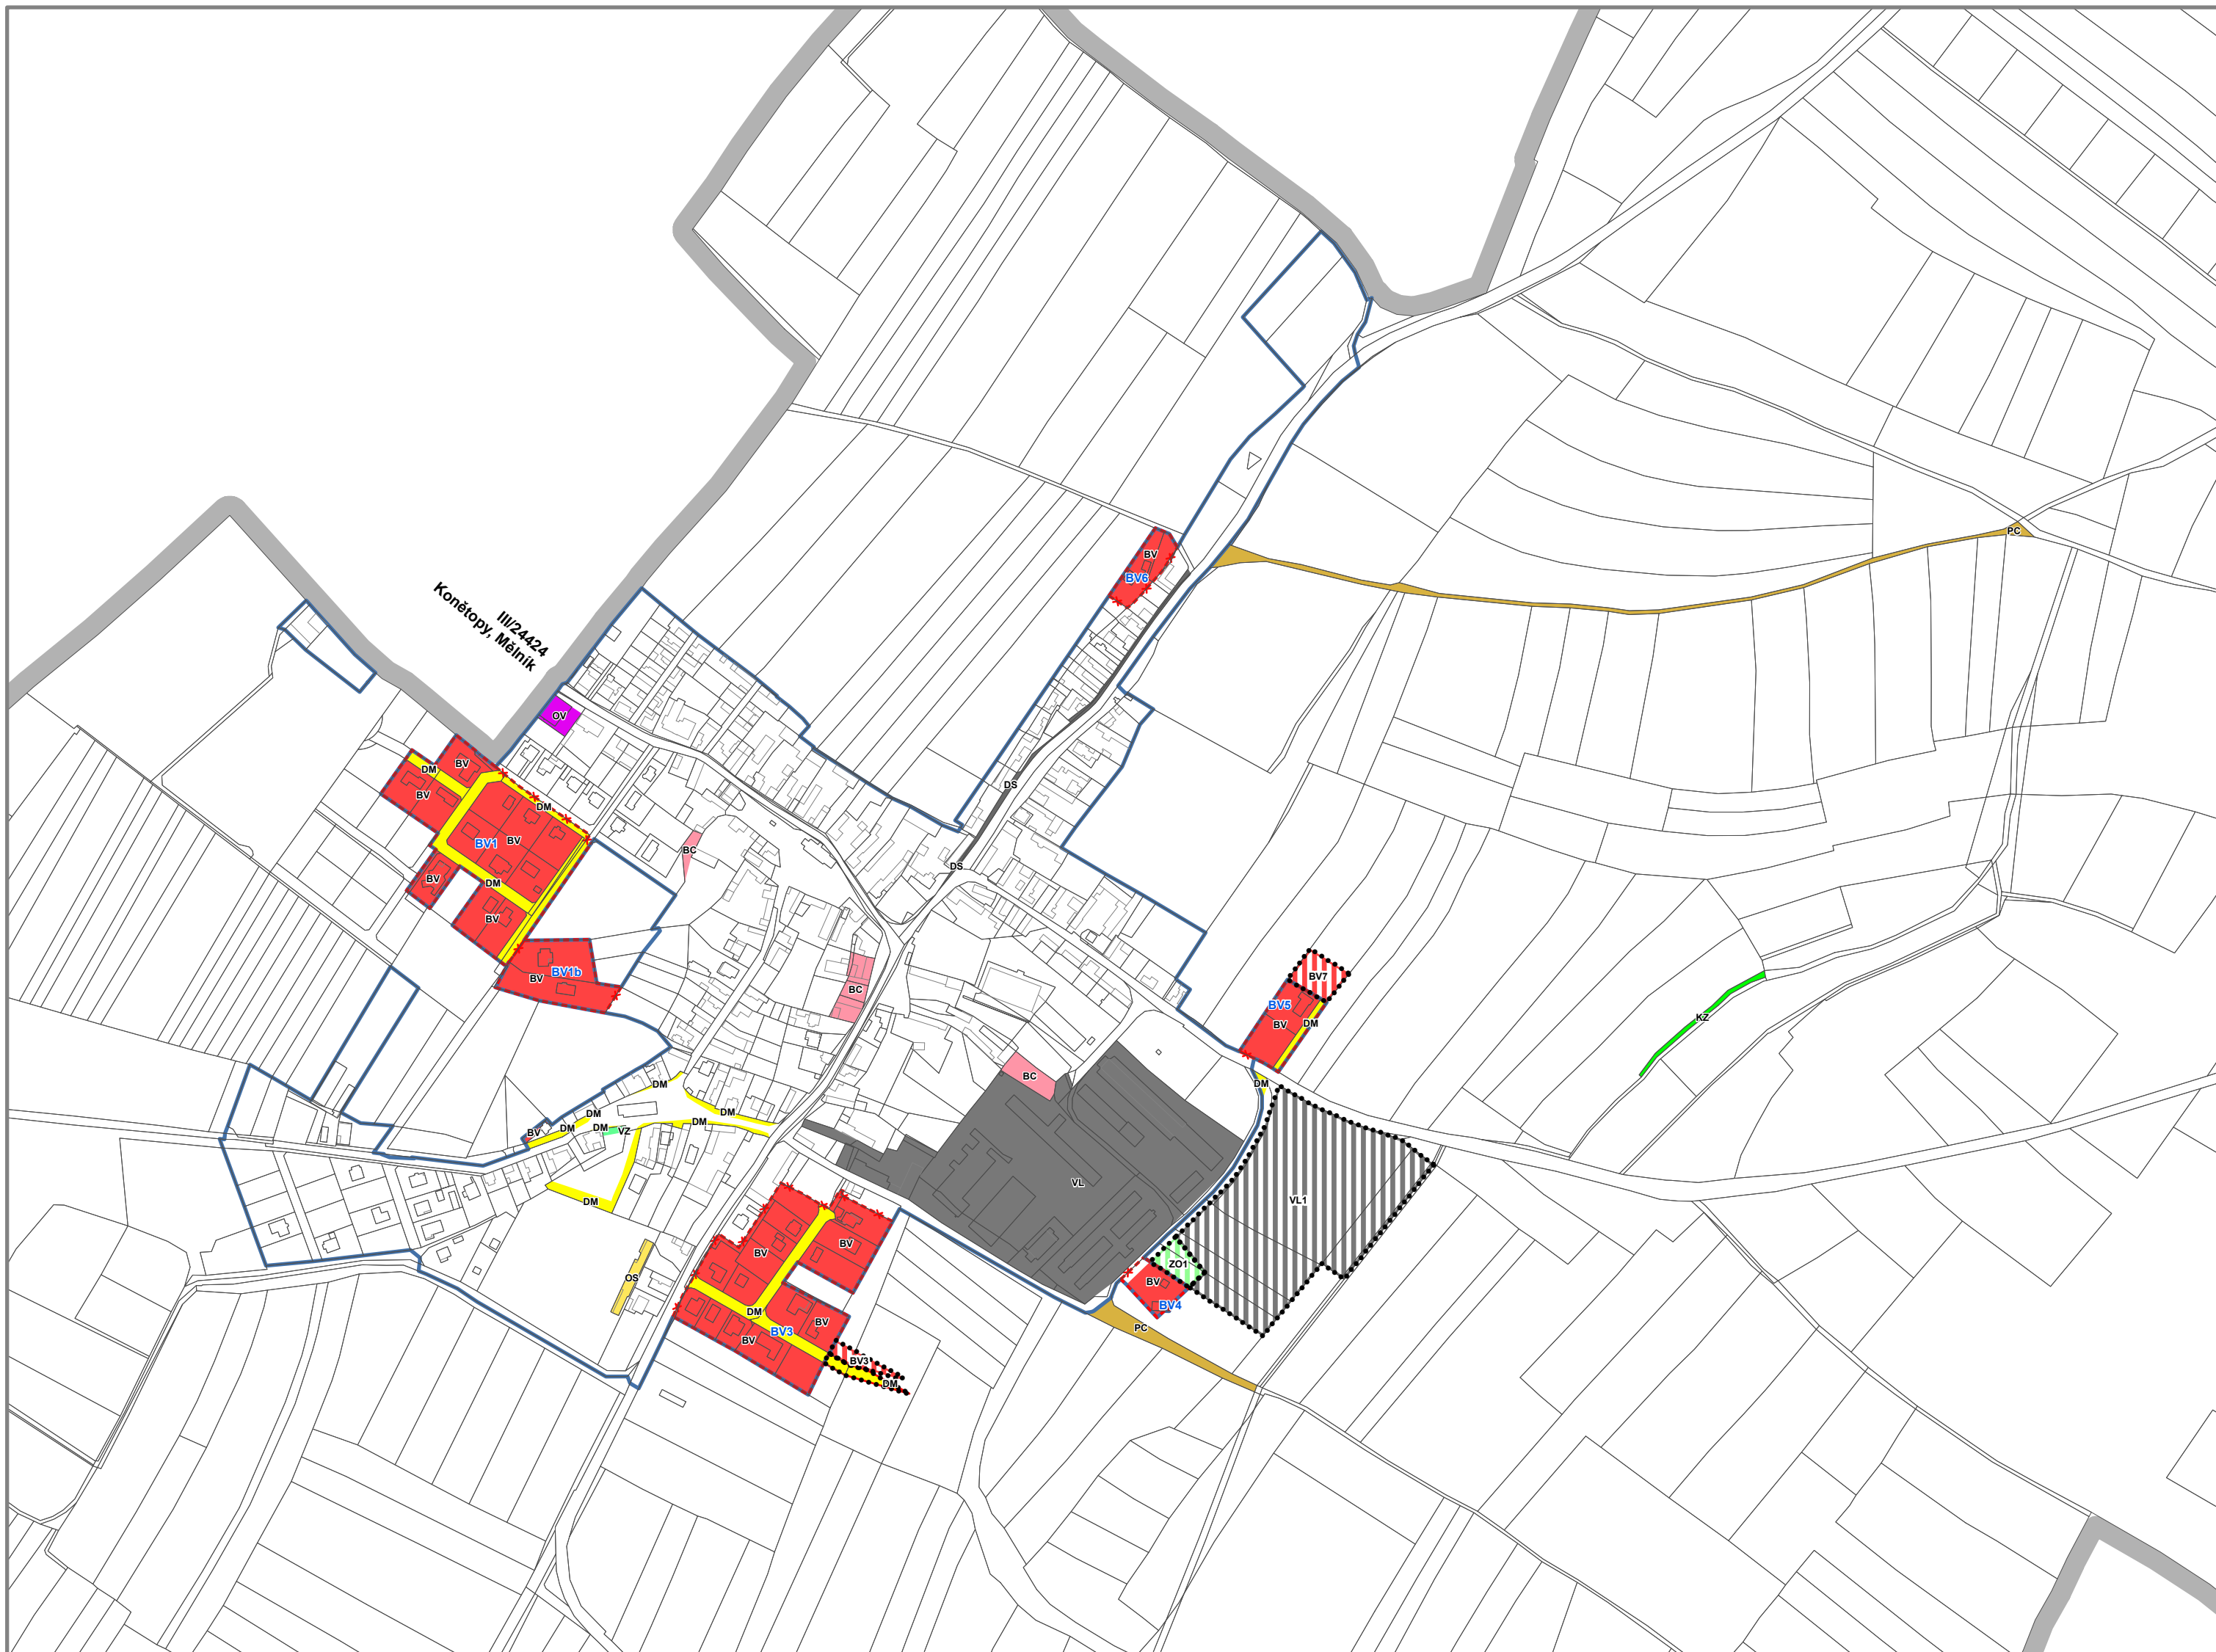 PC
BV
BV6
III/24424
Konětopy, Mělník
OV
BV
DM
BV
DS
DM
BV
BV1
BC
DS
BV
DM
BV
BV1b
BV
BC
BV7
BV5
BV
DM
KZ
BC
DM
DM
DM
DM
DM
DM
DM
VZ
BV
VL
DM
VL1
BV
BV
ZO1
BV
BV4
OS
DM
BV
BV3
BV
PC
BV3
DM